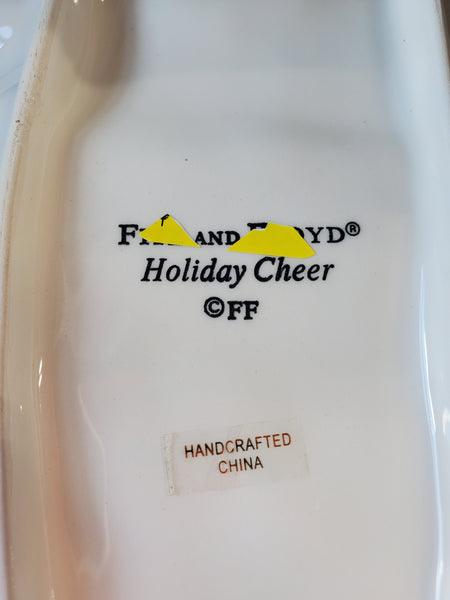 AND
Holiday Cheer
©FF
HANDCRAFTED
CHINA